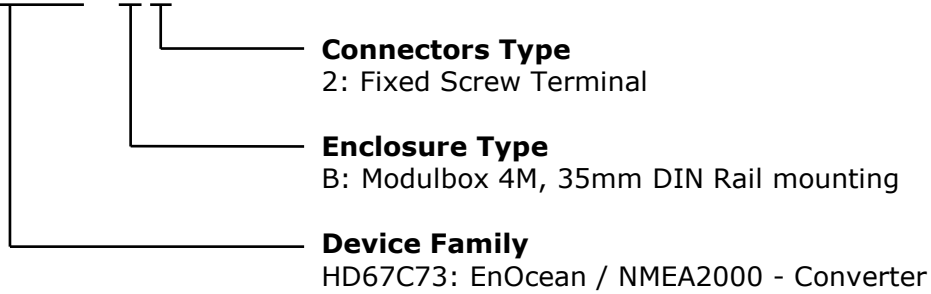 Connectors Type
2: Fixed Screw Terminal
Enclosure Type
B: Modulbox 4M, 35mm DIN Rail mounting
Device Family
HD67C73: EnOcean / NMEA2000 - Converter